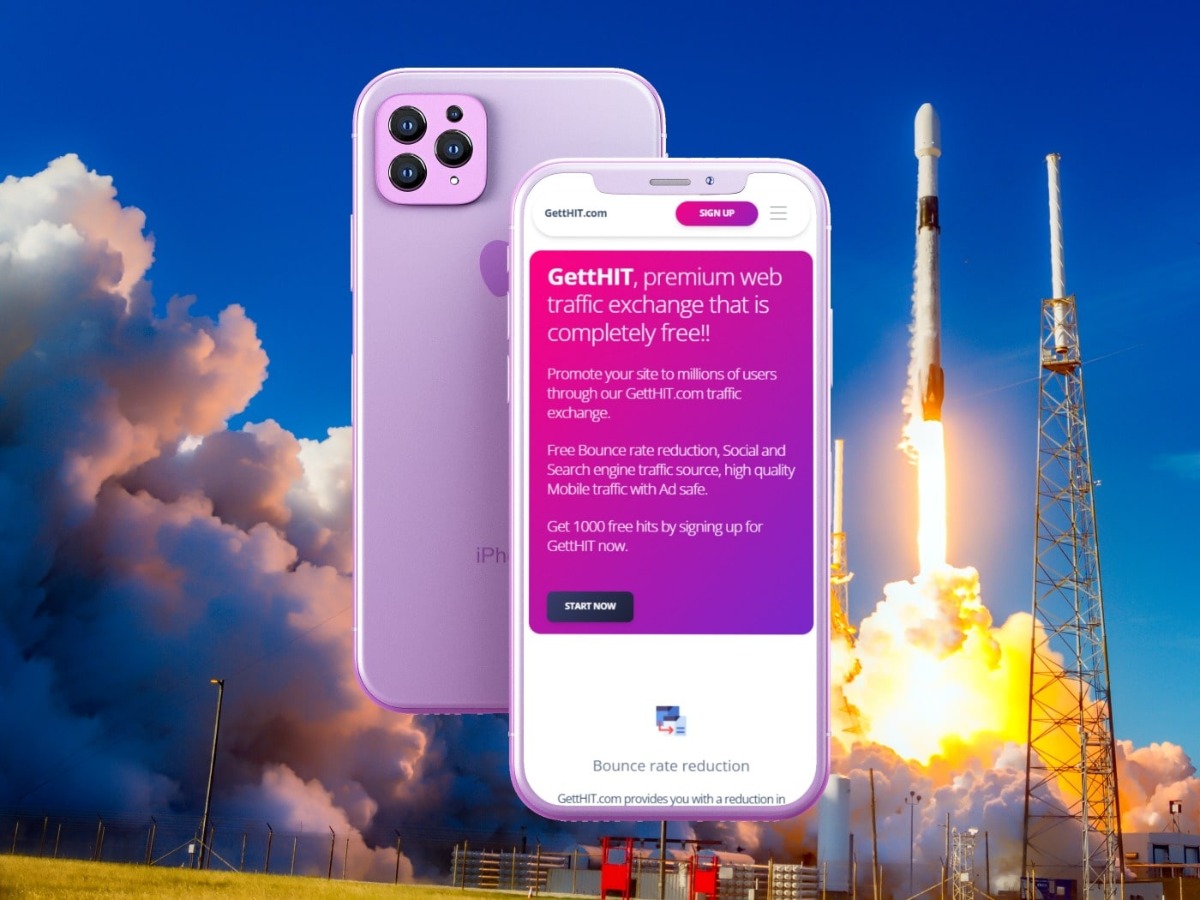 GettHIT.com
SIGN UP
GettHIT, premium web
traffic exchange that is
completely free!!
Promote your site to millions of users
through our GettHIT.com traffic
exchange.
Free Bounce rate reduction, Social and
Search engine traffic source, high quality
Mobile traffic with Ad safe.
Get 1000 free hits by signing up for
GettHIT now.
START NOW
iPh
Bounce rate reduction
GettHIT.com provides you with a reduction in